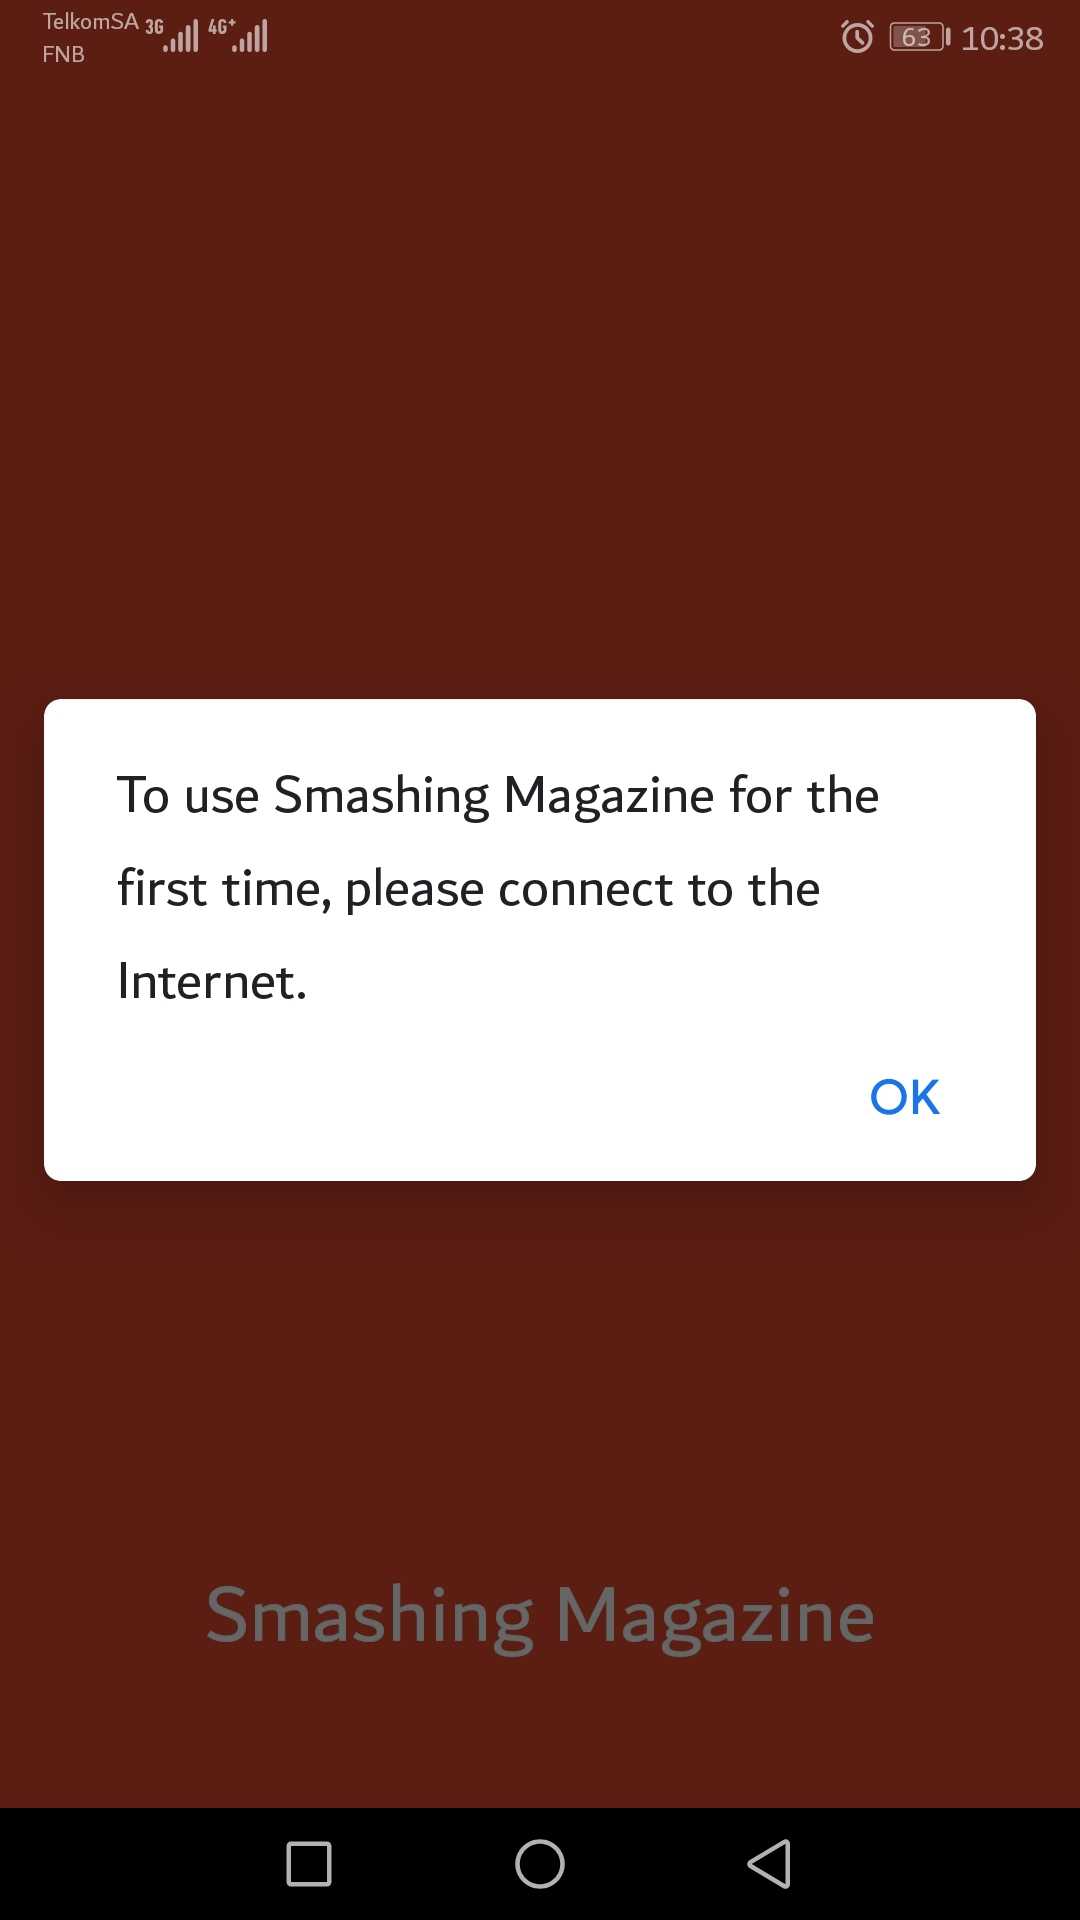 TelkomSA 3G 4G+ 63 10:38
FNB
To use Smashing Magazine for the
first time, please connect to the
Internet.
OK
Smashing Magazine